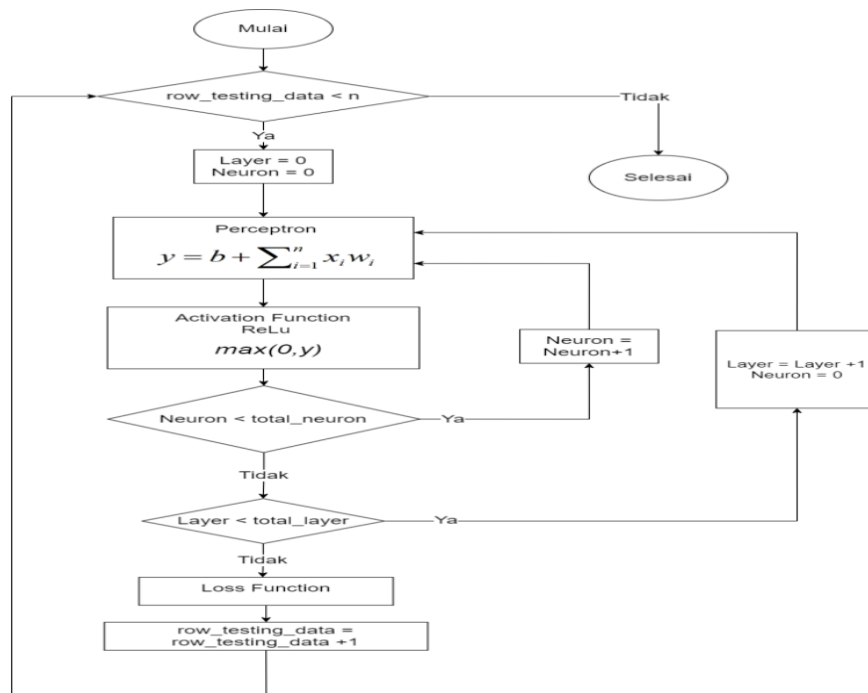 Mulai
row_testing_data < n
Tidak
Ya
Layer = 0
Neuron = 0
Selesai
Perceptron
y = b + ∑ⁿᵢ₌₁ xᵢwᵢ
Activation Function
ReLu
max(0,y)
Neuron =
Neuron+1
Layer = Layer +1
Neuron = 0
Neuron < total_neuron
Ya
Tidak
Layer < total_layer
Ya
Tidak
Loss Function
row_testing_data =
row_testing_data +1